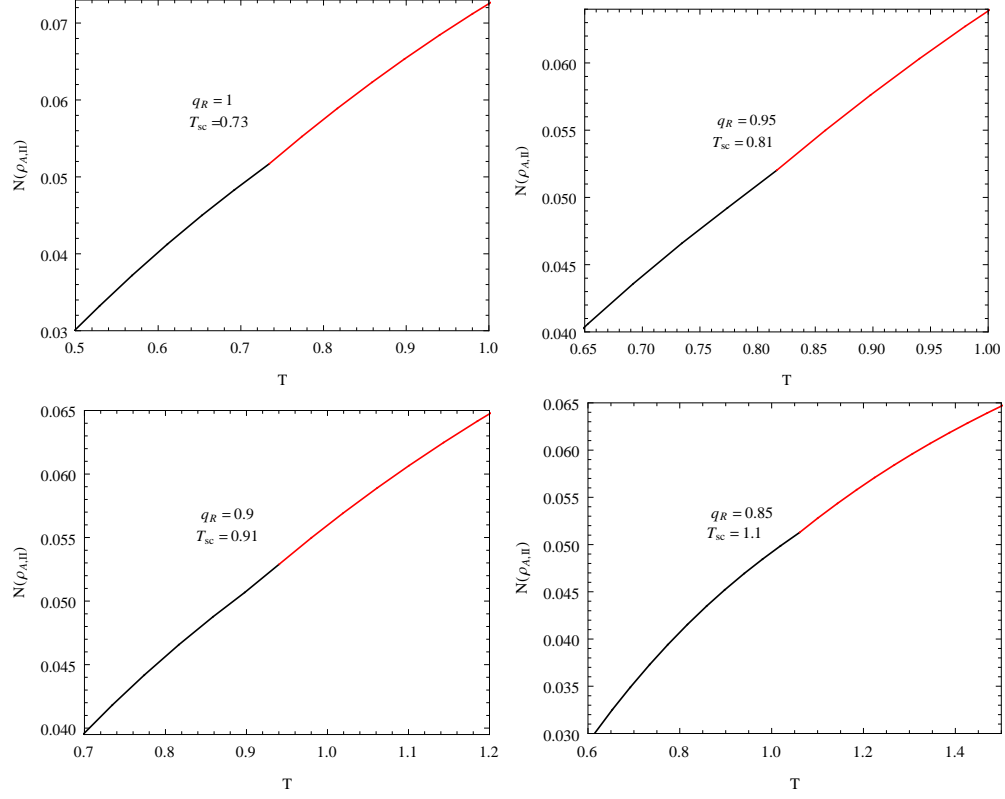 0.07
0.06
0.05
0.04
0.03
N(ρ_{A,II})
q_R = 1
T_sc =0.73
0.5 0.6 0.7 0.8 0.9 1.0
T
0.060
0.055
0.050
0.045
0.040
N(ρ_{A,II})
q_R = 0.95
T_sc = 0.81
0.65 0.70 0.75 0.80 0.85 0.90 0.95 1.00
T
0.065
0.060
0.055
0.050
0.045
0.040
N(ρ_{A,II})
q_R = 0.9
T_sc = 0.91
0.7 0.8 0.9 1.0 1.1 1.2
T
0.065
0.060
0.055
0.050
0.045
0.040
0.035
0.030
N(ρ_{A,II})
q_R = 0.85
T_sc = 1.1
0.6 0.8 1.0 1.2 1.4
T